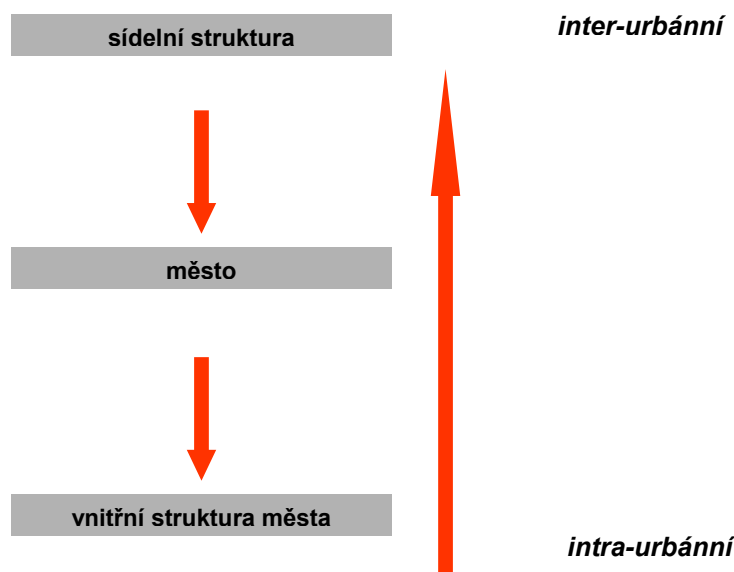 sídelní struktura
inter-urbánní
město
vnitřní struktura města
intra-urbánní